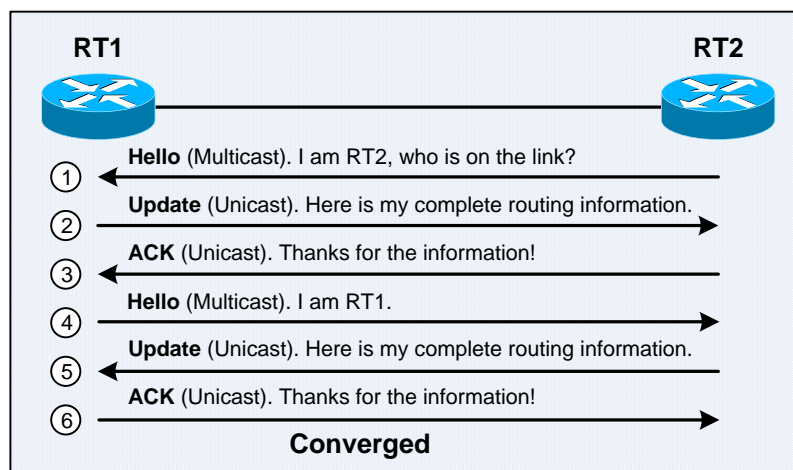 RT1
RT2
Hello (Multicast). I am RT2, who is on the link?
1
Update (Unicast). Here is my complete routing information.
2
ACK (Unicast). Thanks for the information!
3
Hello (Multicast). I am RT1.
4
Update (Unicast). Here is my complete routing information.
5
ACK (Unicast). Thanks for the information!
6
Converged